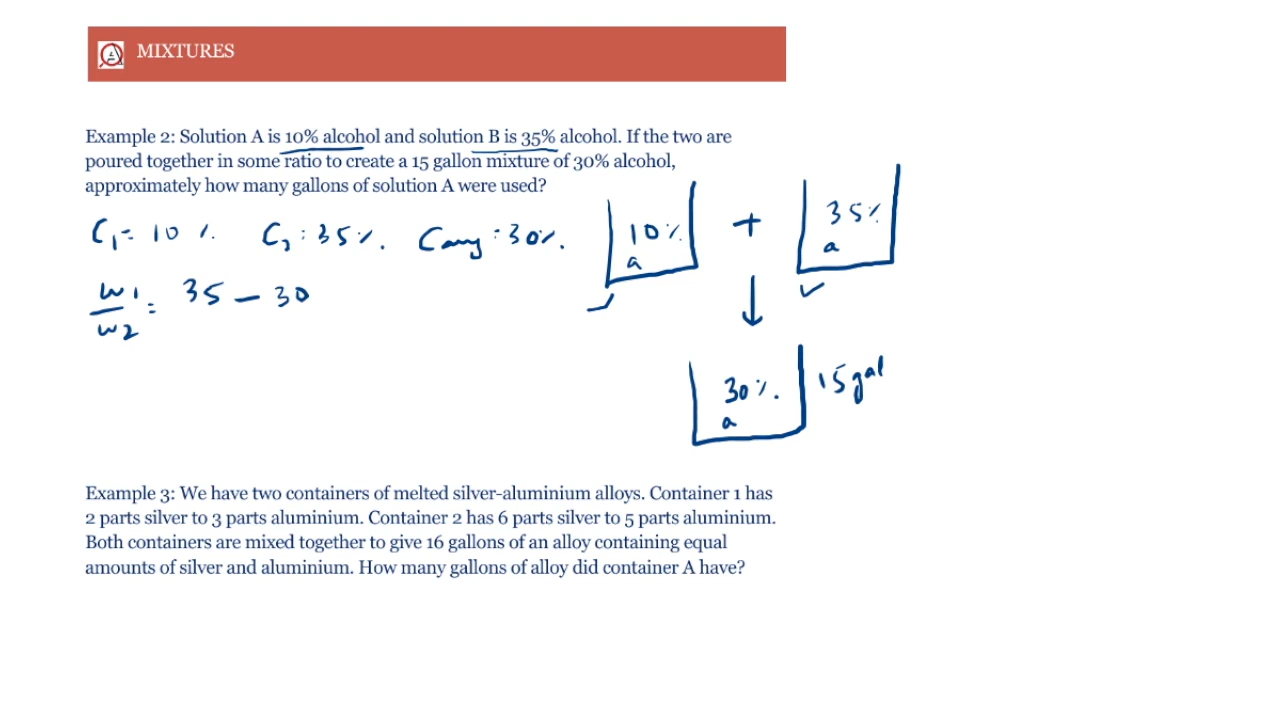 MIXTURES
Example 2: Solution A is 10% alcohol and solution B is 35% alcohol. If the two are
poured together in some ratio to create a 15 gallon mixture of 30% alcohol,
approximately how many gallons of solution A were used?
C1 = 10 % C2 : 35% Cavg : 30%.
w1
w2
= 35 - 30
10 %
a
+
35%
a
30%.
a
15 gal
Example 3: We have two containers of melted silver-aluminium alloys. Container 1 has
2 parts silver to 3 parts aluminium. Container 2 has 6 parts silver to 5 parts aluminium.
Both containers are mixed together to give 16 gallons of an alloy containing equal
amounts of silver and aluminium. How many gallons of alloy did container A have?